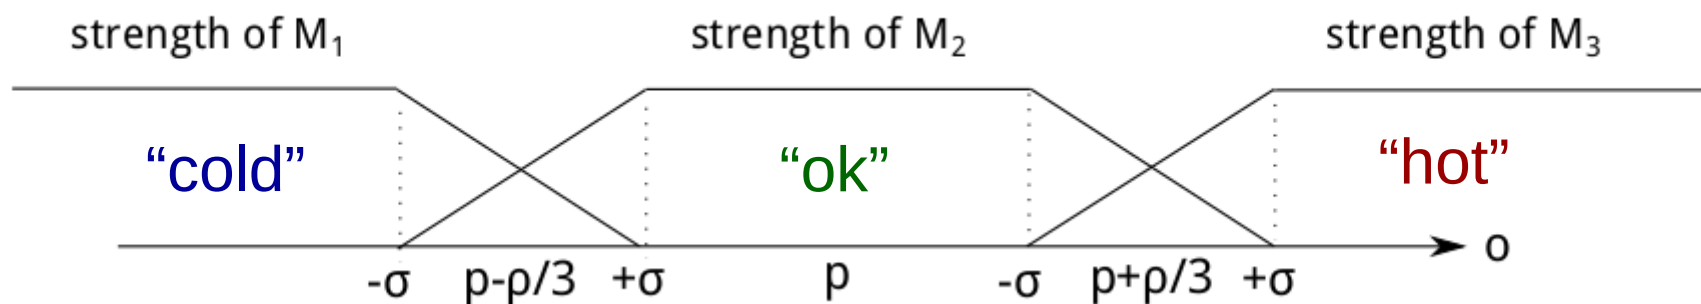 strength of M₁ strength of M₂ strength of M₃
“cold” “ok” “hot”
-σ p-ρ/3 +σ p -σ p+ρ/3 +σ o